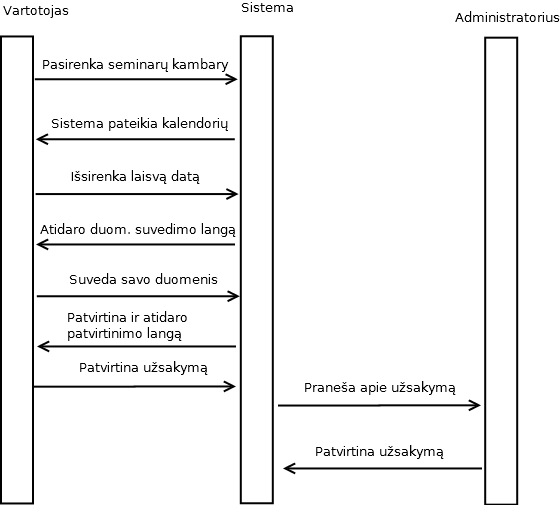 Vartotojas
Sistema
Administratorius
Pasirenka seminarų kambary
Sistema pateikia kalendorių
Išsirenka laisvą datą
Atidaro duom. suvedimo langą
Suveda savo duomenis
Patvirtina ir atidaro
patvirtinimo langą
Patvirtina užsakymą
Praneša apie užsakymą
Patvirtina užsakymą